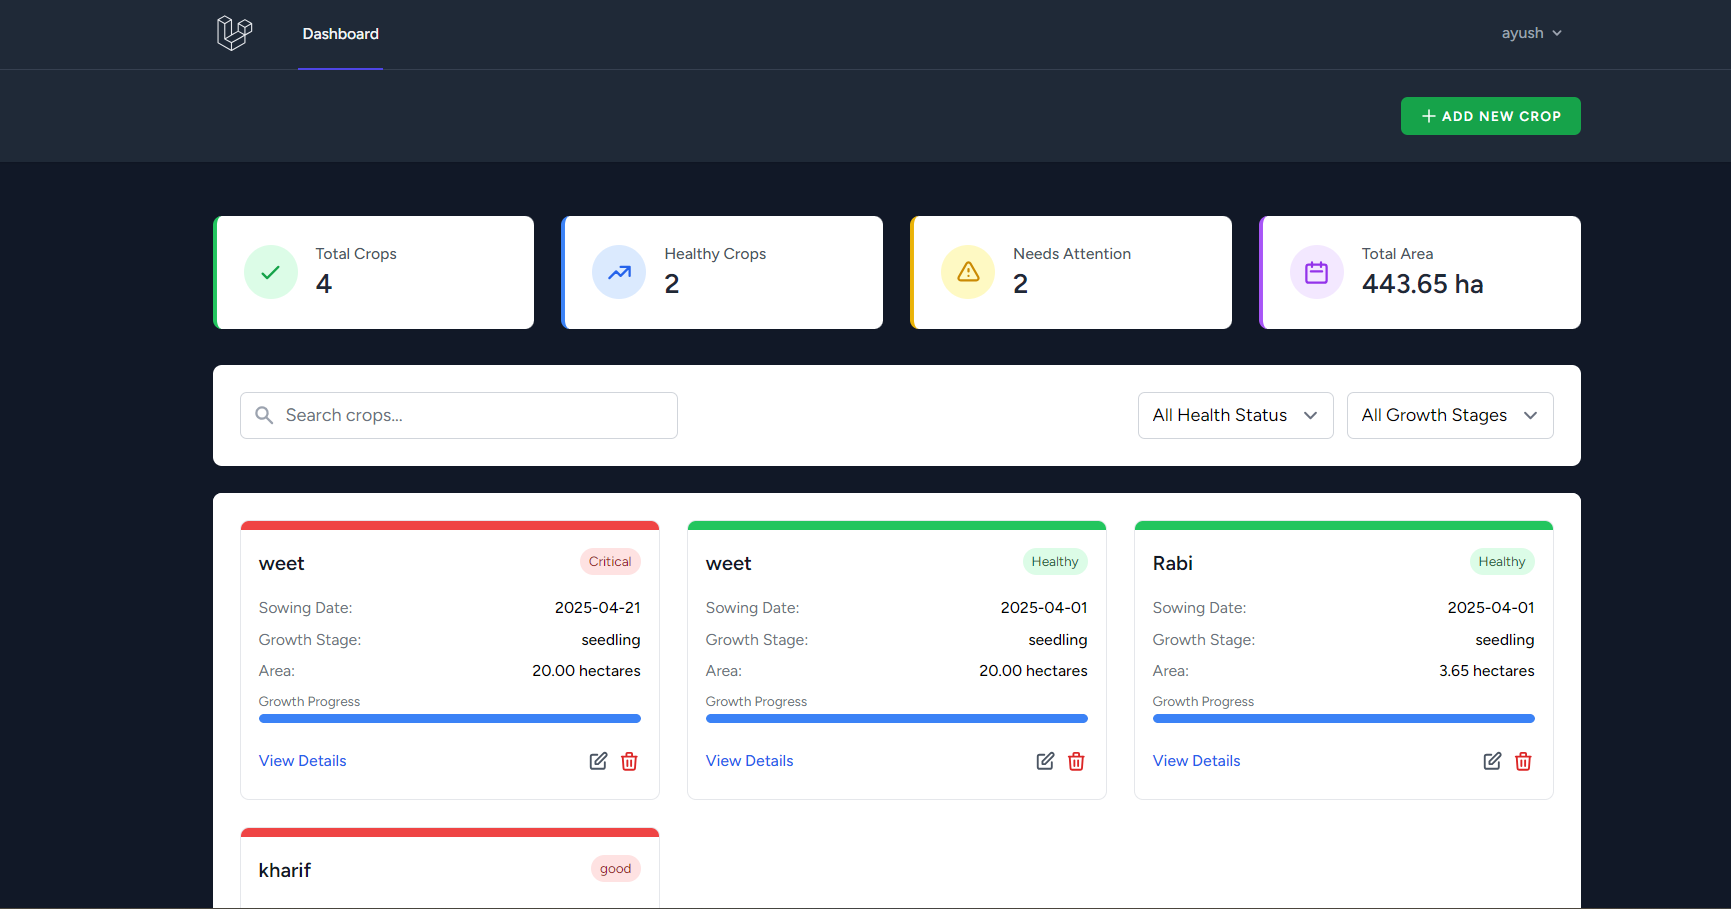 Dashboard
ayush
ADD NEW CROP
Total Crops
4
Healthy Crops
2
Needs Attention
2
Total Area
443.65 ha
Search crops...
All Health Status
All Growth Stages
weet
Critical
Sowing Date: 2025-04-21
Growth Stage: seedling
Area: 20.00 hectares
Growth Progress
View Details
weet
Healthy
Sowing Date: 2025-04-01
Growth Stage: seedling
Area: 20.00 hectares
Growth Progress
View Details
Rabi
Healthy
Sowing Date: 2025-04-01
Growth Stage: seedling
Area: 3.65 hectares
Growth Progress
View Details
kharif
good